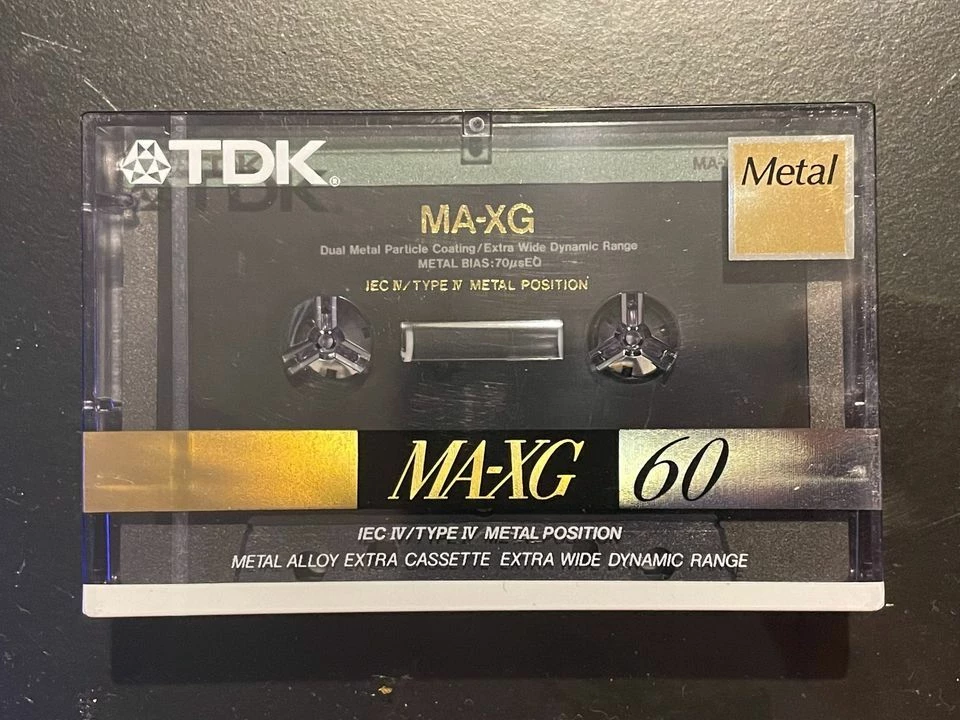 TDK®
MA-X
Metal
MA-XG
Dual Metal Particle Coating/Extra Wide Dynamic Range
METAL BIAS:70µsEQ
IEC Ⅳ/TYPE Ⅳ METAL POSITION
MA-XG 60
IEC Ⅳ/TYPE Ⅳ METAL POSITION
METAL ALLOY EXTRA CASSETTE EXTRA WIDE DYNAMIC RANGE